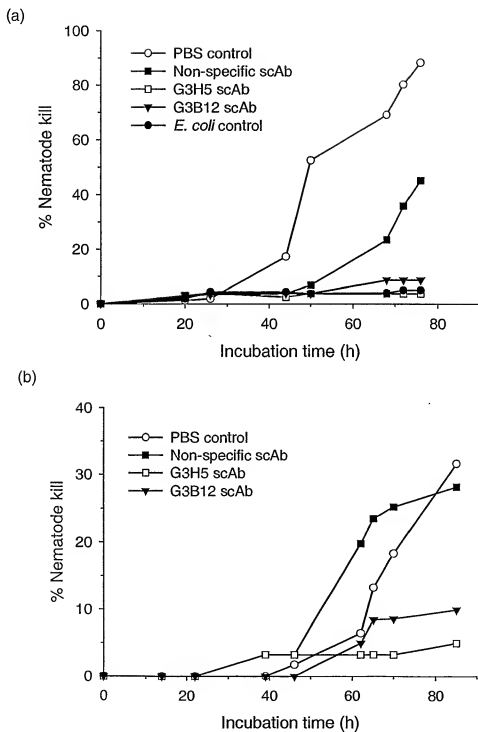 (a)
100
80
60
40
20
0
% Nematode kill
PBS control
Non-specific scAb
G3H5 scAb
G3B12 scAb
E. coli control
0 20 40 60 80
Incubation time (h)
(b)
40
30
20
10
0
% Nematode kill
PBS control
Non-specific scAb
G3H5 scAb
G3B12 scAb
0 20 40 60 80
Incubation time (h)